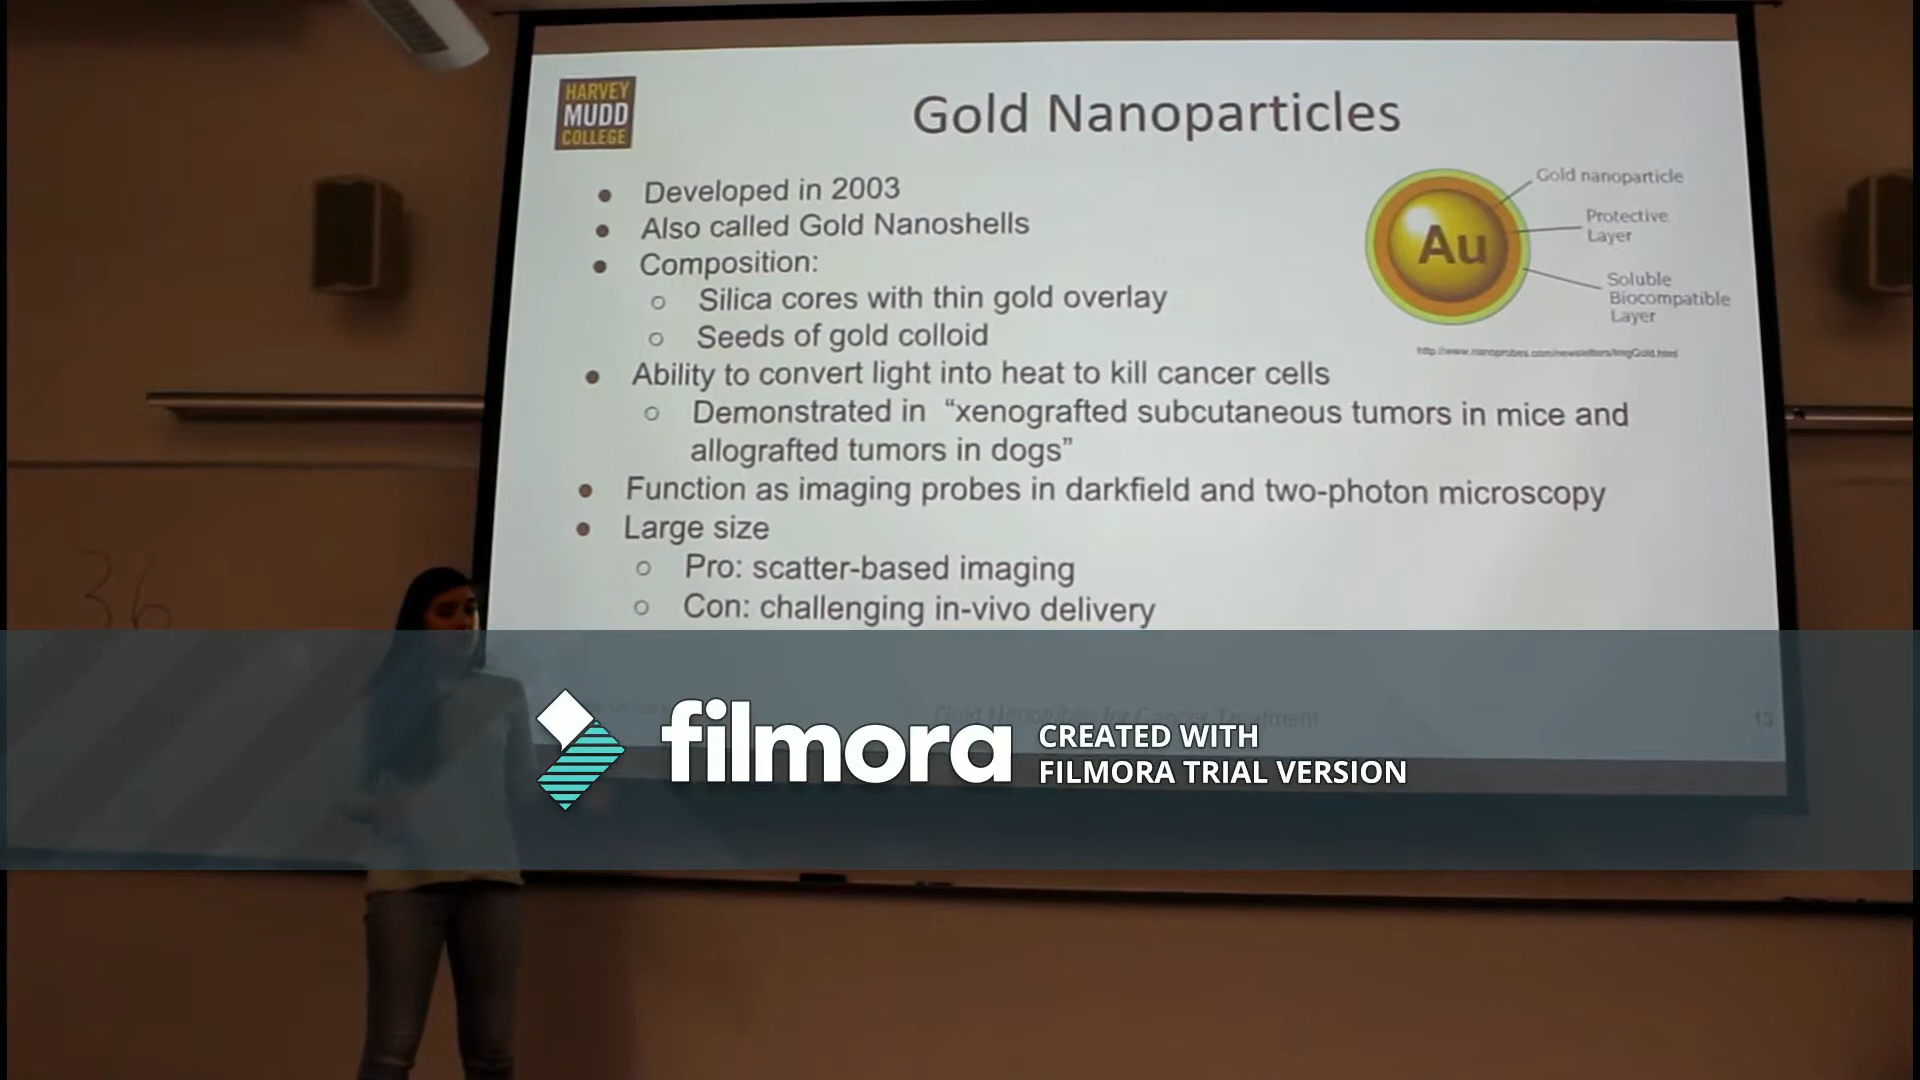 HARVEY
MUDD
COLLEGE
Gold Nanoparticles
● Developed in 2003
● Also called Gold Nanoshells
● Composition:
○ Silica cores with thin gold overlay
○ Seeds of gold colloid
● Ability to convert light into heat to kill cancer cells
○ Demonstrated in “xenografted subcutaneous tumors in mice and
allografted tumors in dogs”
● Function as imaging probes in darkfield and two-photon microscopy
● Large size
○ Pro: scatter-based imaging
○ Con: challenging in-vivo delivery
Au
Gold nanoparticle
Protective
Layer
Soluble
Biocompatible
Layer
36
Gold
for Cancer Treatment
13
filmora
CREATED WITH
FILMORA TRIAL VERSION